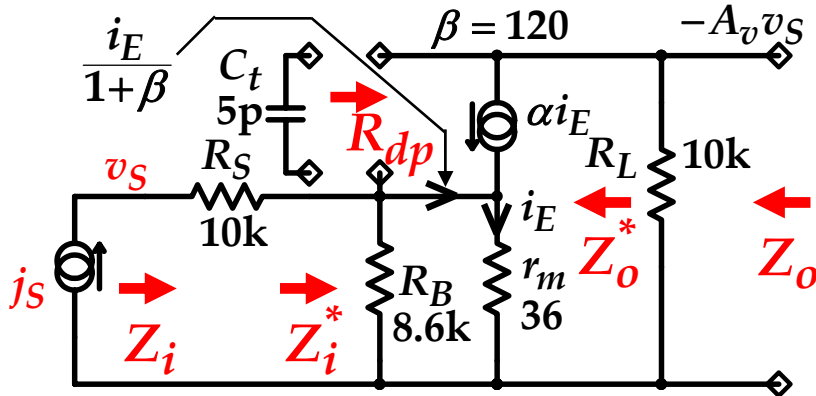 i_E
1+β
C_t
5p
β = 120
−A_v v_S
R_dp
αi_E
R_S
10k
v_S
R_L
10k
i_E
j_S
Z_i
Z_i^*
R_B
8.6k
r_m
36
Z_o^*
Z_o